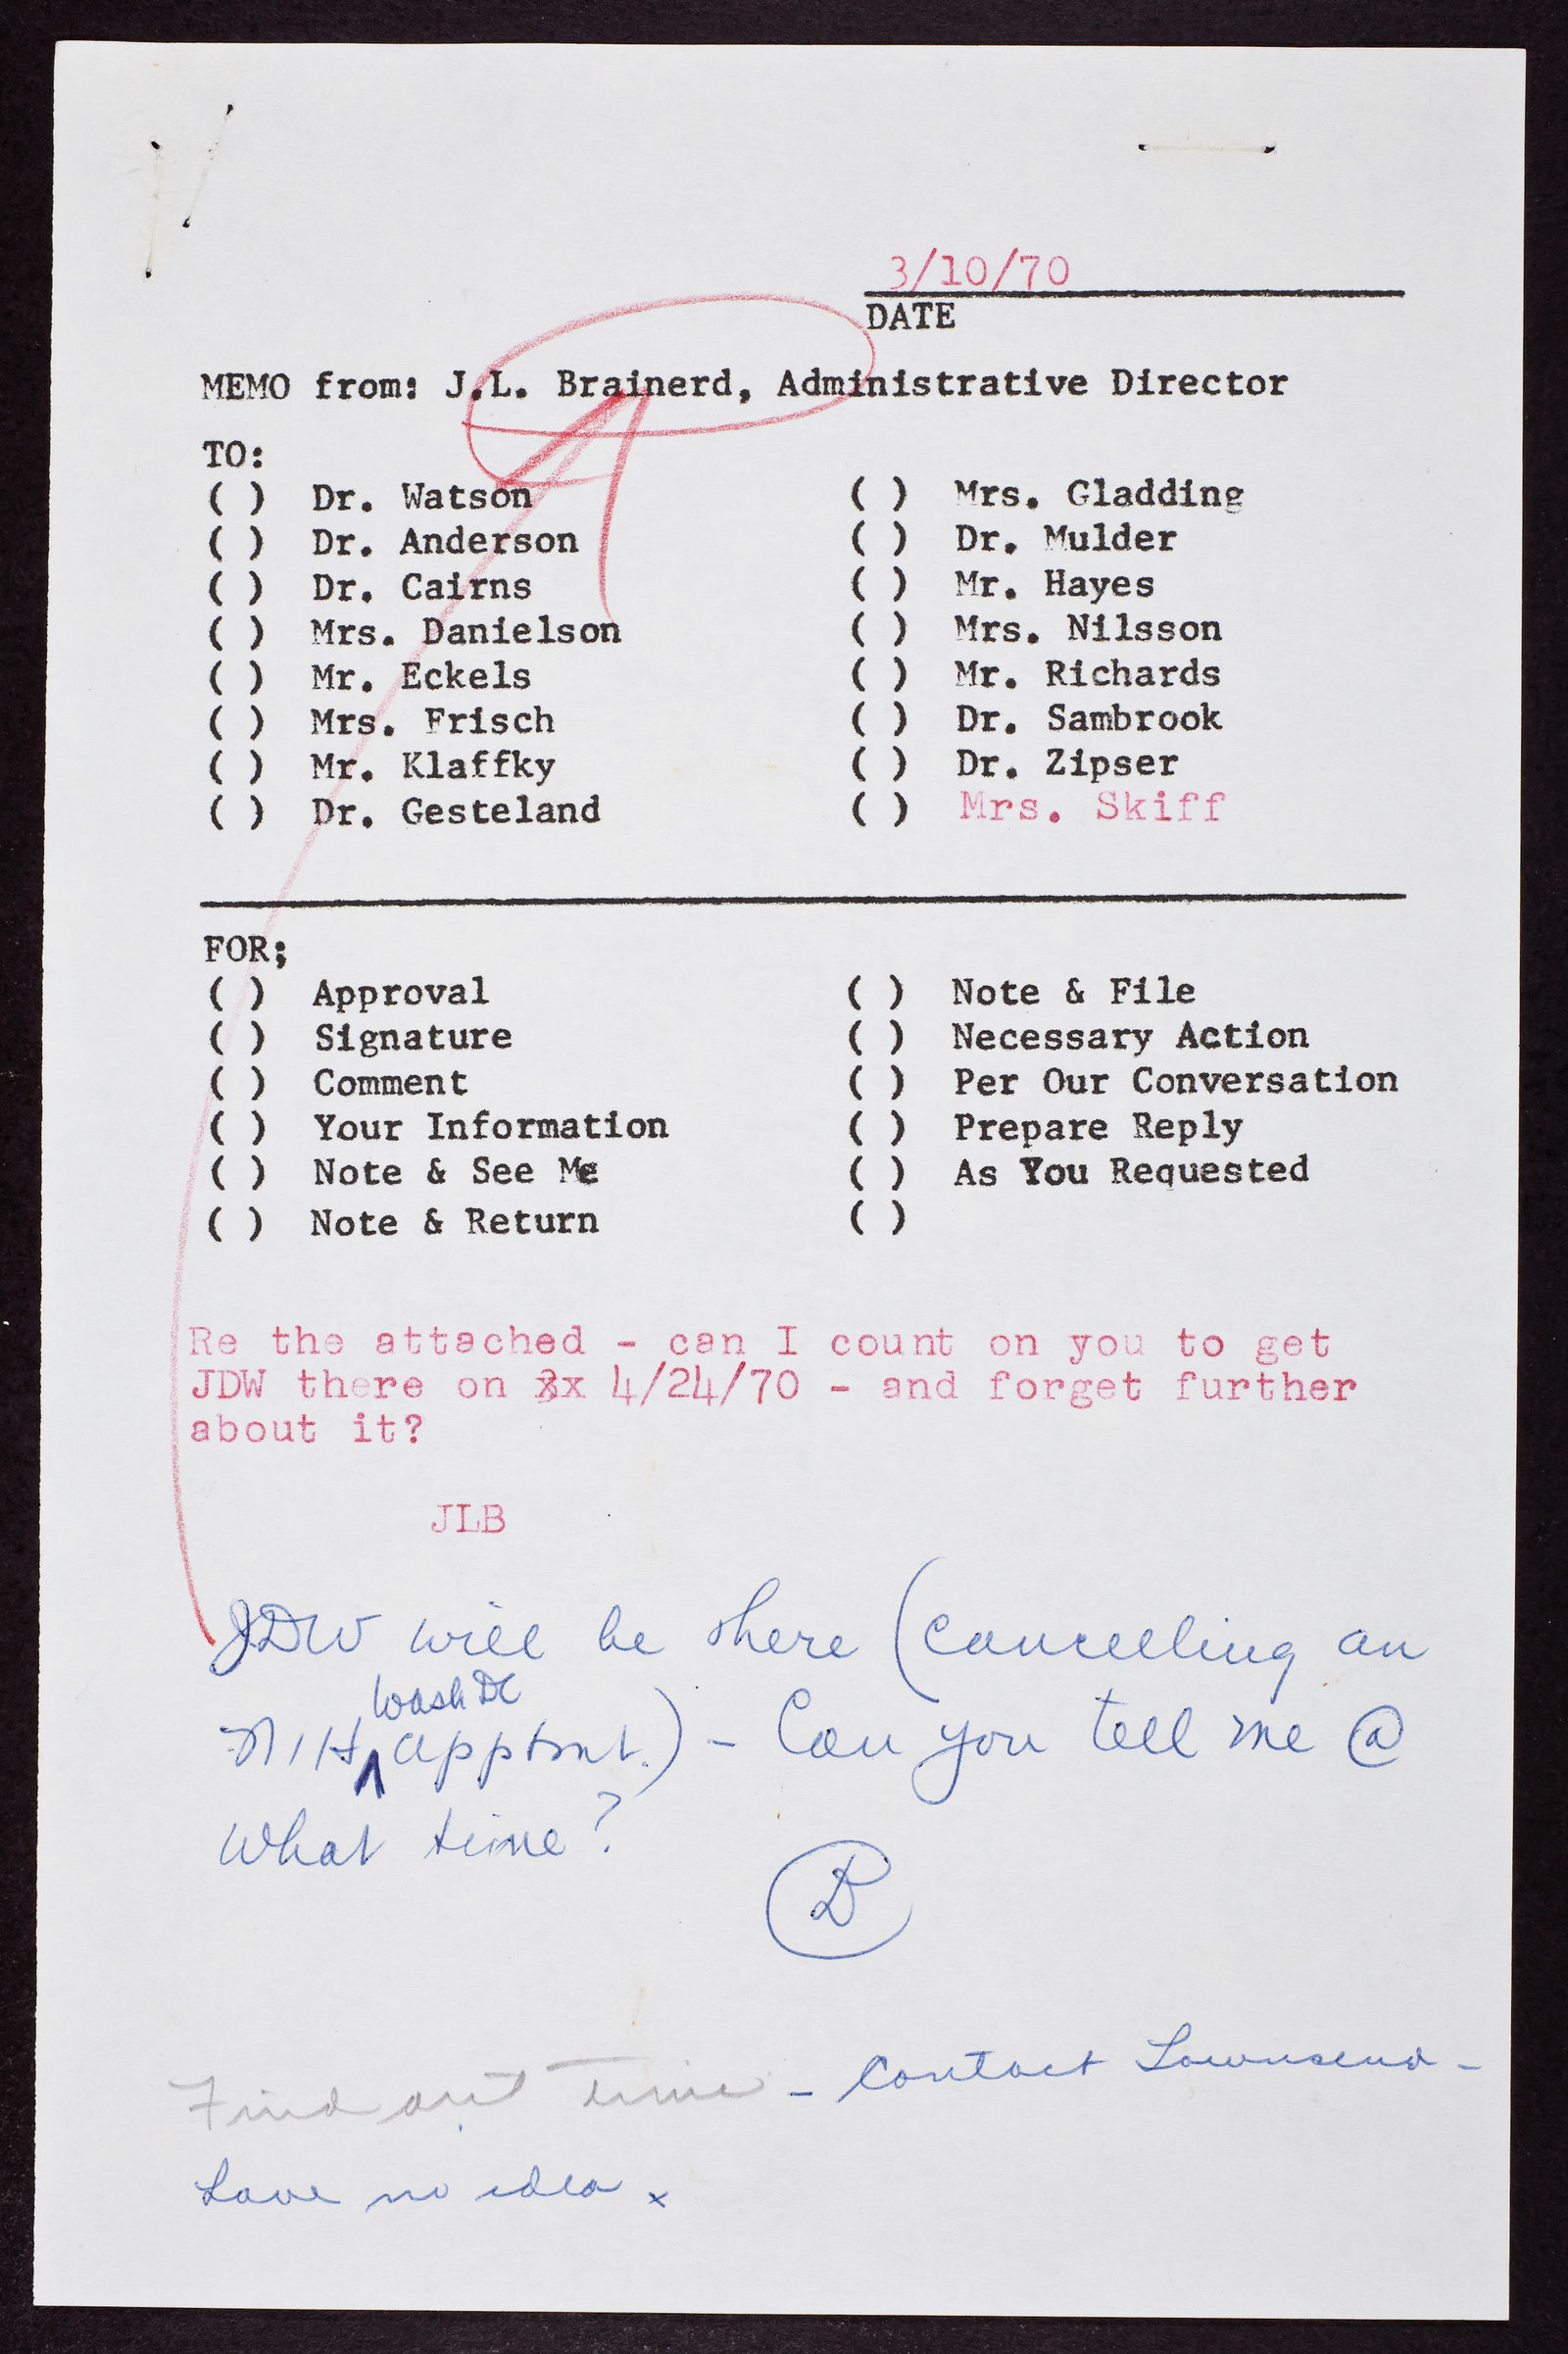 3/10/70
DATE
MEMO from: J.L. Brainerd, Administrative Director
TO:
( ) Dr. Watson ( ) Mrs. Gladding
( ) Dr. Anderson ( ) Dr. Mulder
( ) Dr. Cairns ( ) Mr. Hayes
( ) Mrs. Danielson ( ) Mrs. Nilsson
( ) Mr. Eckels ( ) Mr. Richards
( ) Mrs. Frisch ( ) Dr. Sambrook
( ) Mr. Klaffky ( ) Dr. Zipser
( ) Dr. Gesteland ( ) Mrs. Skiff
FOR;
( ) Approval ( ) Note & File
( ) Signature ( ) Necessary Action
( ) Comment ( ) Per Our Conversation
( ) Your Information ( ) Prepare Reply
( ) Note & See Me ( ) As You Requested
( ) Note & Return ( )
Re the attached - can I count on you to get
JDW there on 3x 4/24/70 - and forget further
about it?
JLB
JDW will be there (cancelling an
Wash DC
NIH ^ apptmt.) - Can you tell me @
what time?
Find out time - Contact Townsend -
have no idea.